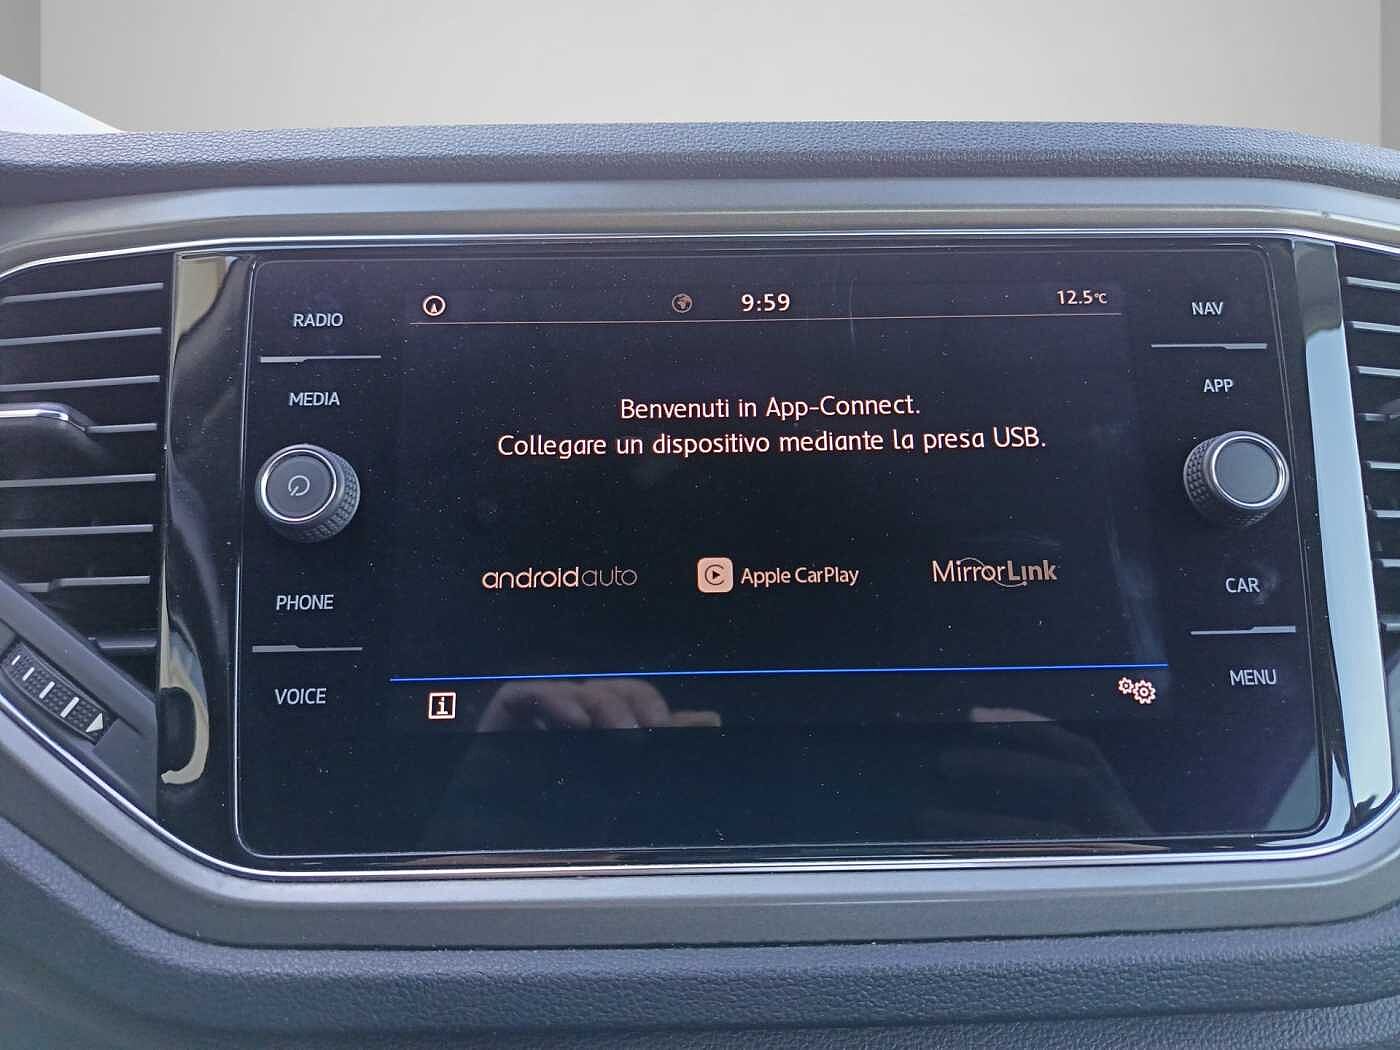 RADIO
MEDIA
PHONE
VOICE
9:59
12.5°C
Benvenuti in App-Connect.
Collegare un dispositivo mediante la presa USB.
androidauto
Apple CarPlay
MirrorLink
i
NAV
APP
CAR
MENU